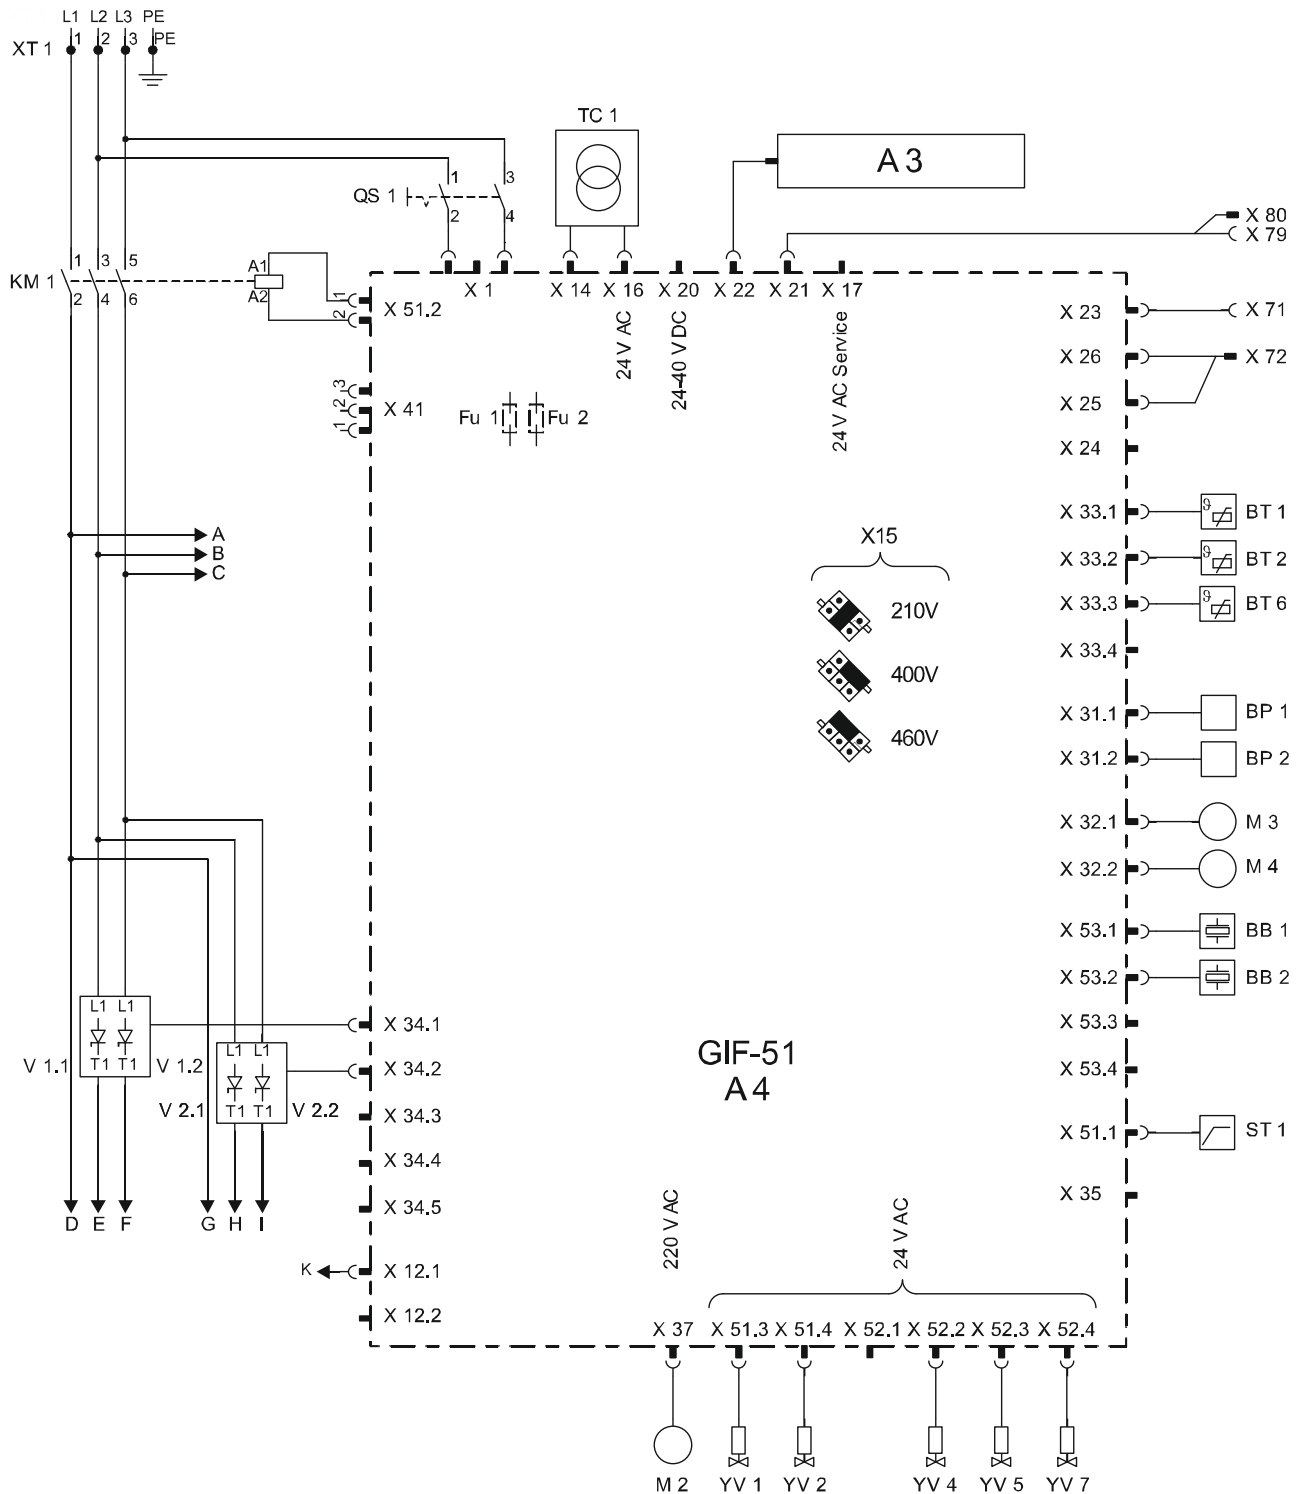 L1 L2 L3 PE
XT 1 1 2 3 PE
TC 1
A 3
QS 1 1 3
2 4
X 80
X 79
KM 1 1 3 5 A1
2 4 6 A2
X 1 X 14 X 16 X 20 X 22 X 21 X 17
24 V AC
24-40 V DC
24 V AC Service
1 X 51.2
2
X 23 X 71
X 26 X 72
X 25
X 24
3
2 X 41
1
Fu 1 Fu 2
X 33.1 BT 1
ϑ
X 33.2 BT 2
ϑ
X 33.3 BT 6
ϑ
X 33.4
A
B
C
X15
210V
400V
460V
X 31.1 BP 1
X 31.2 BP 2
X 32.1 M 3
X 32.2 M 4
X 53.1 BB 1
X 53.2 BB 2
X 53.3
X 53.4
X 51.1 ST 1
X 35
L1 L1
V 1.1 T1 T1 V 1.2
L1 L1
V 2.1 T1 T1 V 2.2
X 34.1
X 34.2
X 34.3
X 34.4
X 34.5
GIF-51
A 4
D E F G H I
K X 12.1
X 12.2
220 V AC
24 V AC
X 37 X 51.3 X 51.4 X 52.1 X 52.2 X 52.3 X 52.4
M 2 YV 1 YV 2 YV 4 YV 5 YV 7